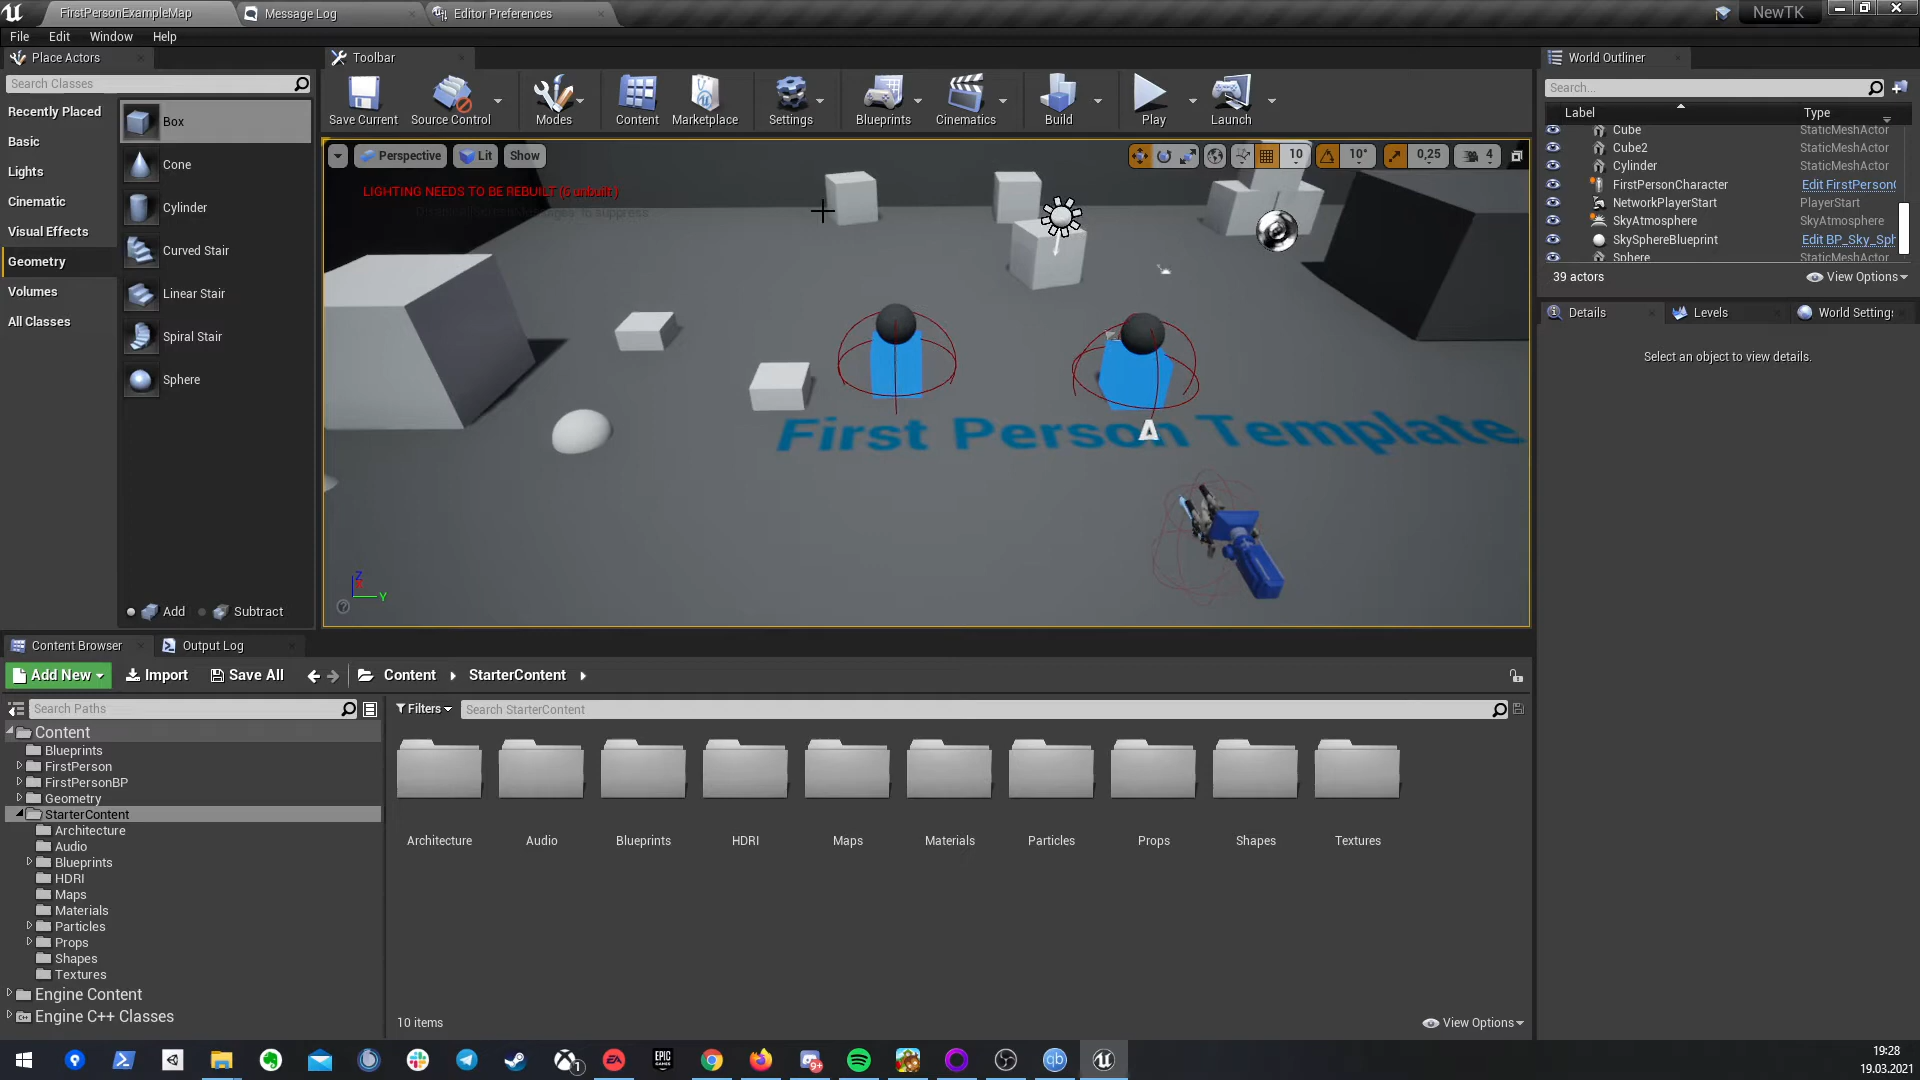 FirstPersonExampleMap
Message Log
Editor Preferences
NewTK
File Edit Window Help
Place Actors
Search Classes
Recently Placed
Basic
Lights
Cinematic
Visual Effects
Geometry
Volumes
All Classes
Box
Cone
Cylinder
Curved Stair
Linear Stair
Spiral Stair
Sphere
Add Subtract
Toolbar
Save Current Source Control Modes Content Marketplace Settings Blueprints Cinematics Build Play Launch
Perspective Lit Show
10 10° 0,25 4
LIGHTING NEEDS TO BE REBUILT (6 unbuilt)
First Person Template
Z
Y
World Outliner
Search...
Label Type
Cube StaticMeshActor
Cube2 StaticMeshActor
Cylinder StaticMeshActor
FirstPersonCharacter Edit FirstPerson
NetworkPlayerStart PlayerStart
SkyAtmosphere SkyAtmosphere
SkySphereBlueprint Edit BP_Sky_Sph
Sphere StaticMeshActor
39 actors View Options
Details Levels World Settings
Select an object to view details.
Content Browser Output Log
Add New Import Save All Content StarterContent
Search Paths
Filters Search StarterContent
Content
Blueprints
FirstPerson
FirstPersonBP
Geometry
StarterContent
Architecture
Audio
Blueprints
HDRI
Maps
Materials
Particles
Props
Shapes
Textures
Engine Content
Engine C++ Classes
Architecture Audio Blueprints HDRI Maps Materials Particles Props Shapes Textures
10 items View Options
EA
EPIC GAMES
qb
1
9+
19:28
19.03.2021